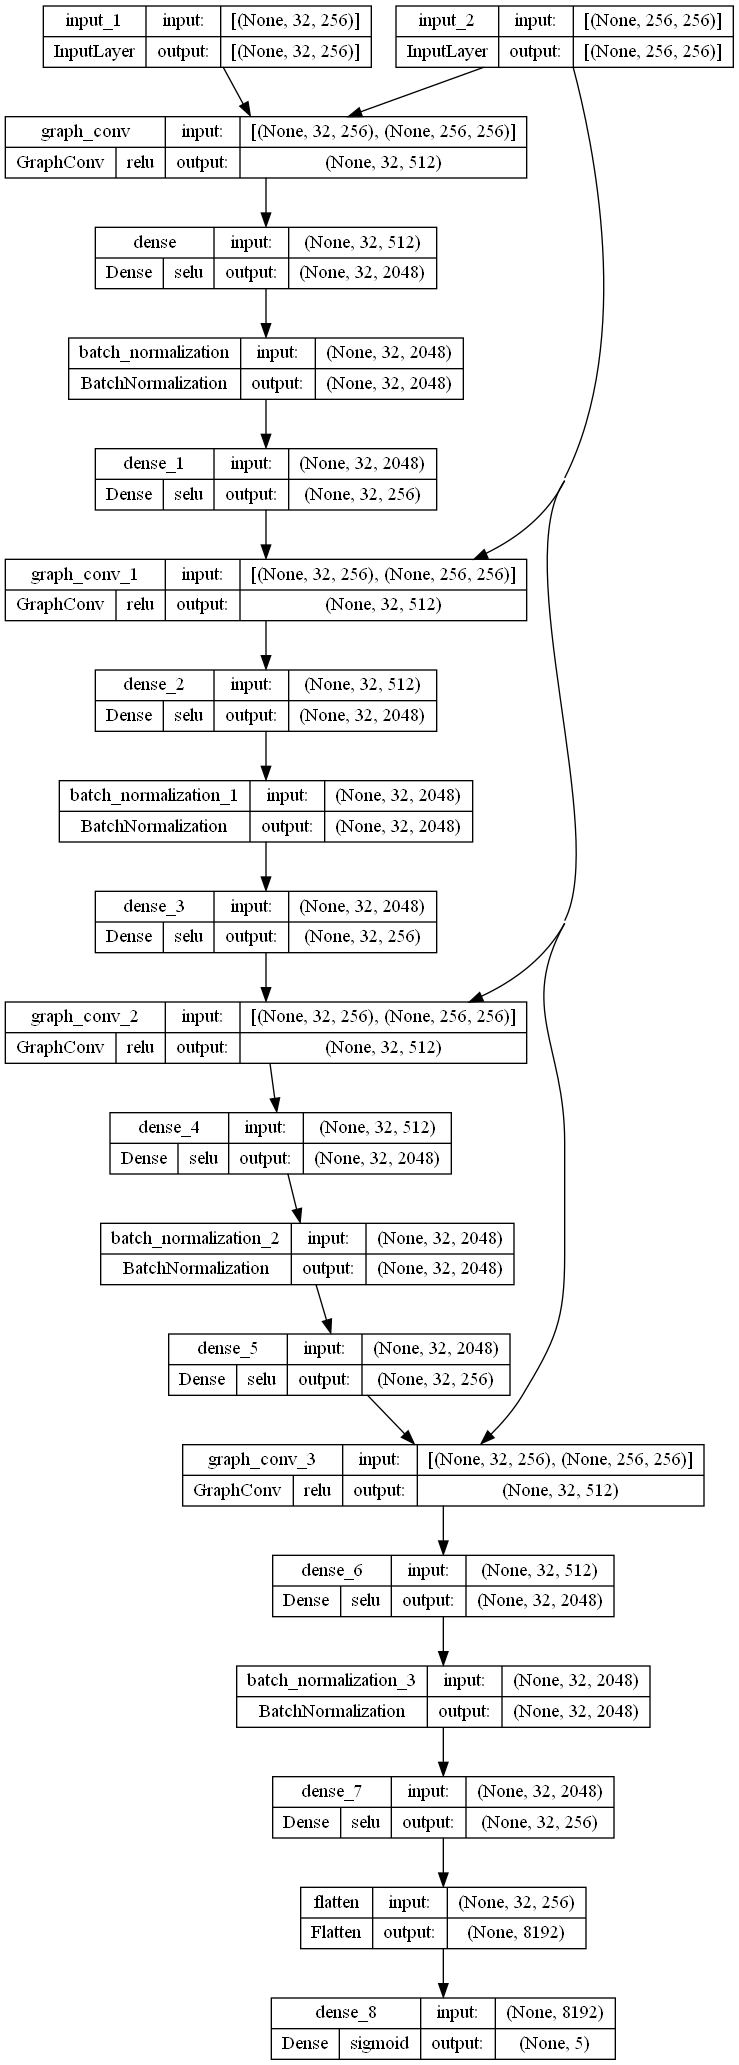 input_1 input: [(None, 32, 256)]
InputLayer output: [(None, 32, 256)]
input_2 input: [(None, 256, 256)]
InputLayer output: [(None, 256, 256)]
graph_conv input: [(None, 32, 256), (None, 256, 256)]
GraphConv relu output: (None, 32, 512)
dense input: (None, 32, 512)
Dense selu output: (None, 32, 2048)
batch_normalization input: (None, 32, 2048)
BatchNormalization output: (None, 32, 2048)
dense_1 input: (None, 32, 2048)
Dense selu output: (None, 32, 256)
graph_conv_1 input: [(None, 32, 256), (None, 256, 256)]
GraphConv relu output: (None, 32, 512)
dense_2 input: (None, 32, 512)
Dense selu output: (None, 32, 2048)
batch_normalization_1 input: (None, 32, 2048)
BatchNormalization output: (None, 32, 2048)
dense_3 input: (None, 32, 2048)
Dense selu output: (None, 32, 256)
graph_conv_2 input: [(None, 32, 256), (None, 256, 256)]
GraphConv relu output: (None, 32, 512)
dense_4 input: (None, 32, 512)
Dense selu output: (None, 32, 2048)
batch_normalization_2 input: (None, 32, 2048)
BatchNormalization output: (None, 32, 2048)
dense_5 input: (None, 32, 2048)
Dense selu output: (None, 32, 256)
graph_conv_3 input: [(None, 32, 256), (None, 256, 256)]
GraphConv relu output: (None, 32, 512)
dense_6 input: (None, 32, 512)
Dense selu output: (None, 32, 2048)
batch_normalization_3 input: (None, 32, 2048)
BatchNormalization output: (None, 32, 2048)
dense_7 input: (None, 32, 2048)
Dense selu output: (None, 32, 256)
flatten input: (None, 32, 256)
Flatten output: (None, 8192)
dense_8 input: (None, 8192)
Dense sigmoid output: (None, 5)